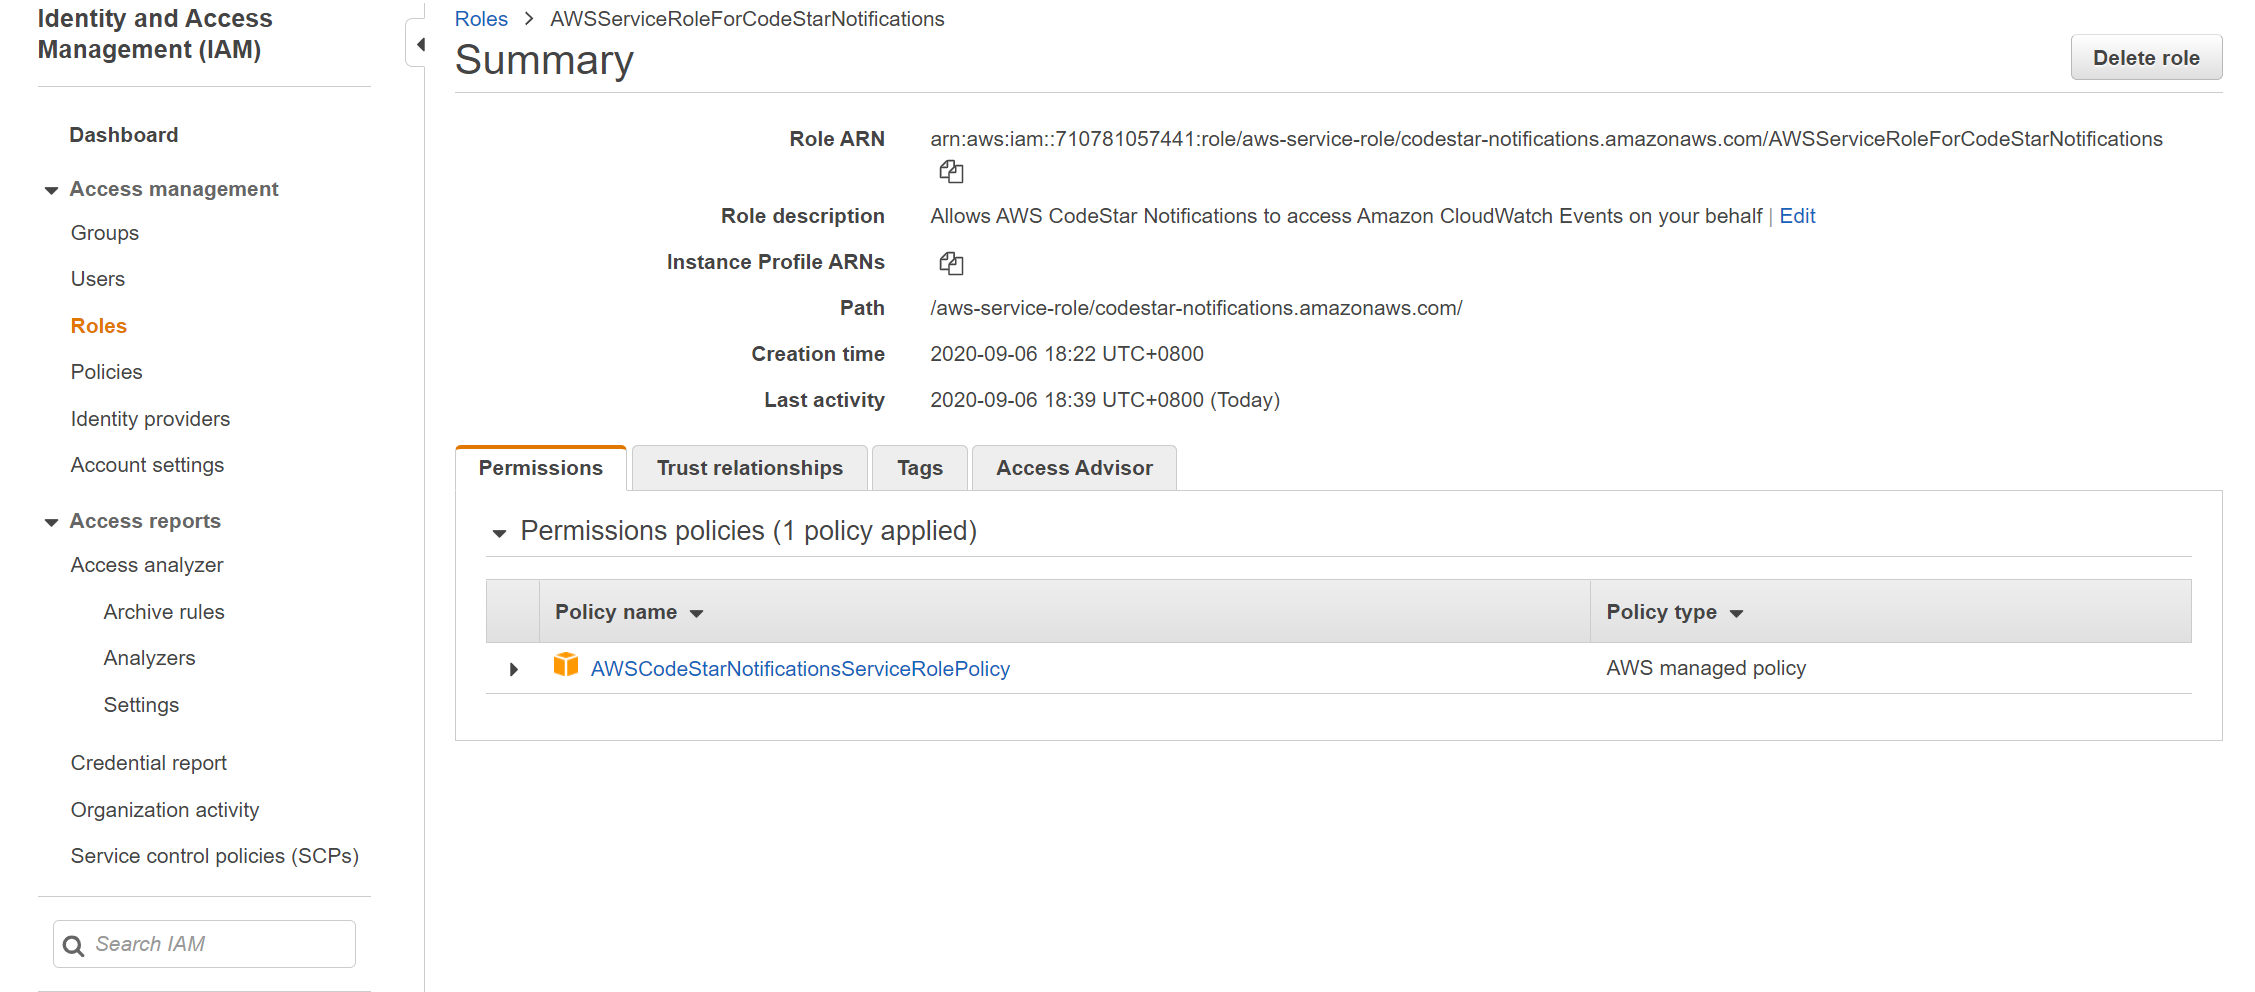 Identity and Access
Management (IAM)
Dashboard
Access management
Groups
Users
Roles
Policies
Identity providers
Account settings
Access reports
Access analyzer
Archive rules
Analyzers
Settings
Credential report
Organization activity
Service control policies (SCPs)
Search IAM
Roles > AWSServiceRoleForCodeStarNotifications
Summary
Delete role
Role ARN arn:aws:iam::710781057441:role/aws-service-role/codestar-notifications.amazonaws.com/AWSServiceRoleForCodeStarNotifications
Role description Allows AWS CodeStar Notifications to access Amazon CloudWatch Events on your behalf | Edit
Instance Profile ARNs
Path /aws-service-role/codestar-notifications.amazonaws.com/
Creation time 2020-09-06 18:22 UTC+0800
Last activity 2020-09-06 18:39 UTC+0800 (Today)
Permissions Trust relationships Tags Access Advisor
Permissions policies (1 policy applied)
Policy name Policy type
AWSCodeStarNotificationsServiceRolePolicy AWS managed policy